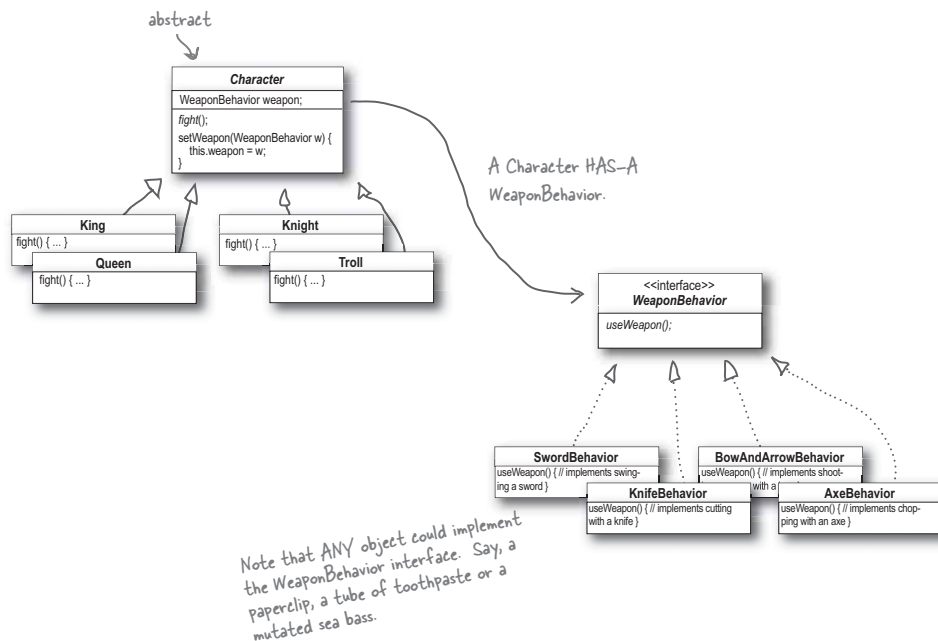 abstract
Character
WeaponBehavior weapon;
fight();
setWeapon(WeaponBehavior w) {
this.weapon = w;
}
A Character HAS-A
WeaponBehavior.
King
fight() { ... }
Queen
fight() { ... }
Knight
fight() { ... }
Troll
fight() { ... }
<<interface>>
WeaponBehavior
useWeapon();
SwordBehavior
useWeapon() { // implements swing-
ing a sword }
KnifeBehavior
useWeapon() { // implements cutting
with a knife }
BowAndArrowBehavior
useWeapon() { // implements shoot-
with a
AxeBehavior
useWeapon() { // implements chop-
ping with an axe }
Note that ANY object could implement
the WeaponBehavior interface. Say, a
paperclip, a tube of toothpaste or a
mutated sea bass.